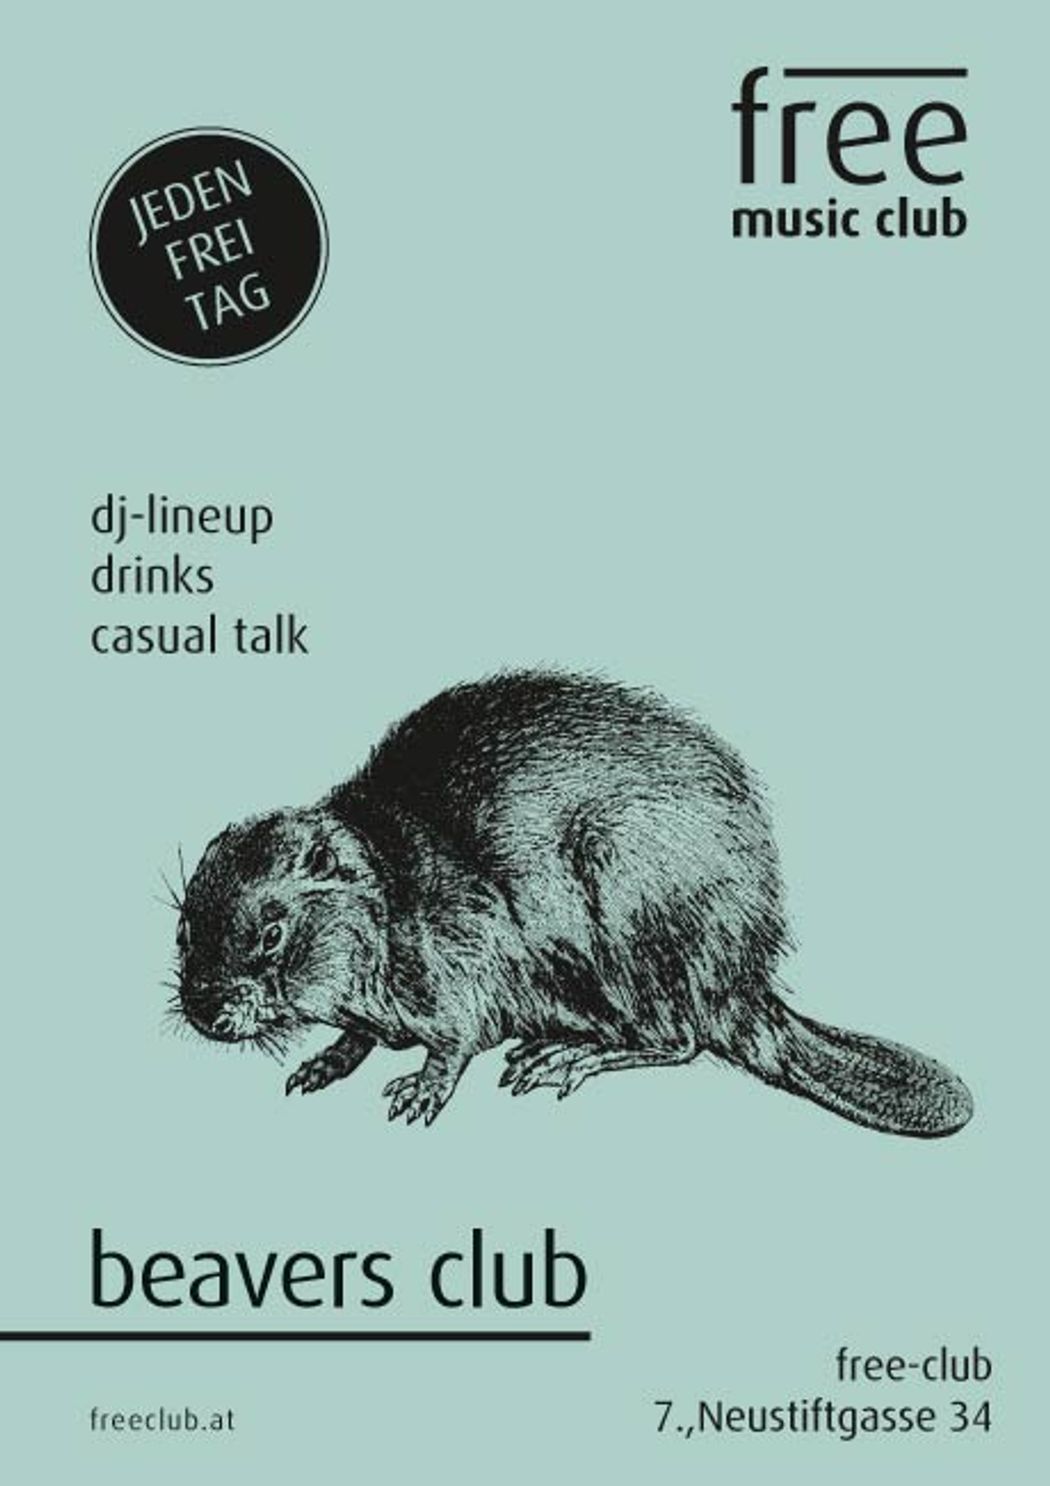 free
music club
JEDEN
FREI
TAG
dj-lineup
drinks
casual talk
beavers club
free-club
7.,Neustiftgasse 34
freeclub.at